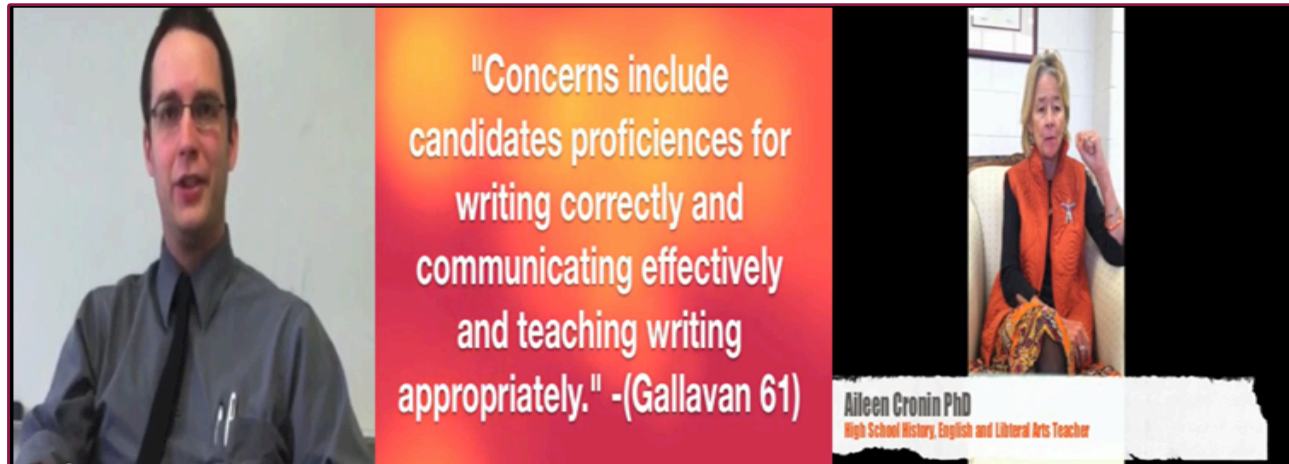 "Concerns include
candidates proficiences for
writing correctly and
communicating effectively
and teaching writing
appropriately." -(Gallavan 61)
Aileen Cronin PhD
High School History, English and Libteral Arts Teacher